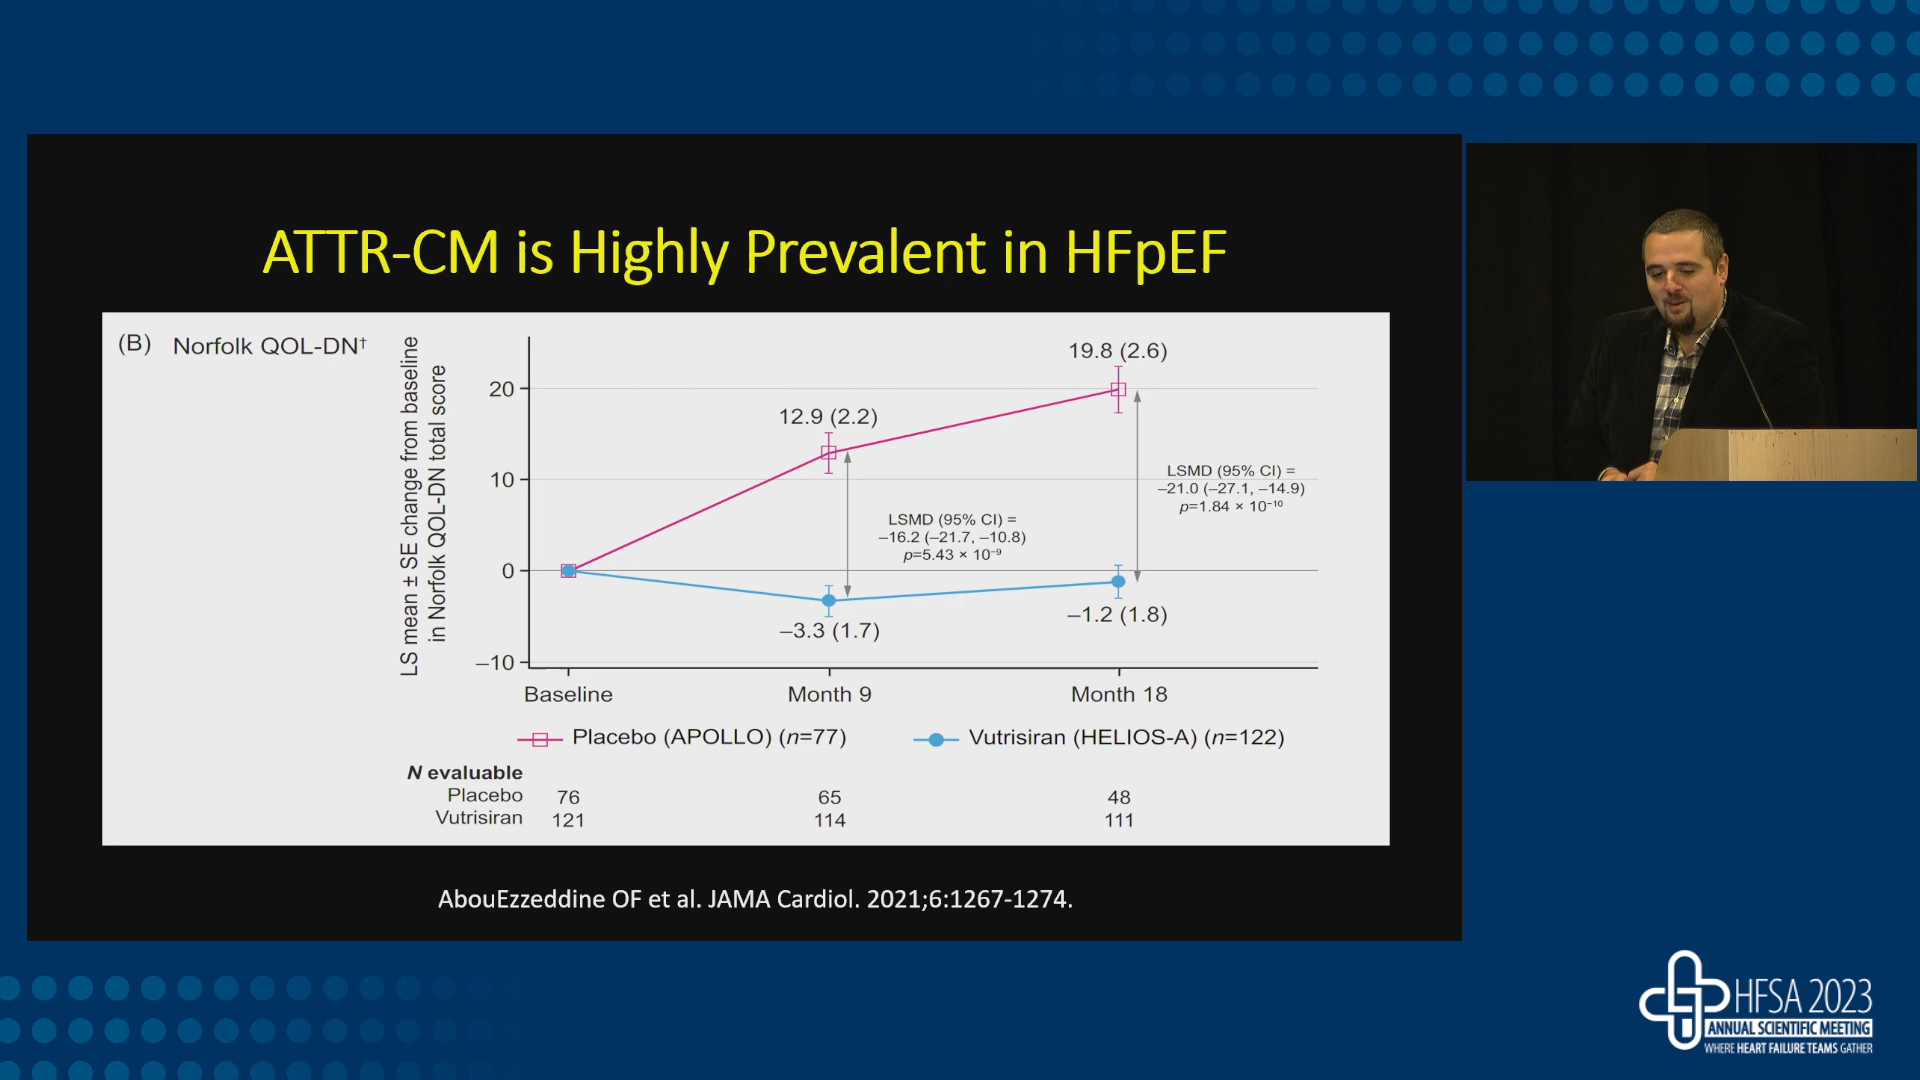 ATTR-CM is Highly Prevalent in HFpEF
(B) Norfolk QOL-DN†
LS mean ± SE change from baseline
in Norfolk QOL-DN total score
20
10
0
–10
12.9 (2.2)
19.8 (2.6)
LSMD (95% CI) =
–16.2 (–21.7, –10.8)
p=5.43 × 10⁻⁹
LSMD (95% CI) =
–21.0 (–27.1, –14.9)
p=1.84 × 10⁻¹⁰
–3.3 (1.7)
–1.2 (1.8)
Baseline Month 9 Month 18
Placebo (APOLLO) (n=77) Vutrisiran (HELIOS-A) (n=122)
N evaluable
Placebo 76 65 48
Vutrisiran 121 114 111
AbouEzzeddine OF et al. JAMA Cardiol. 2021;6:1267-1274.
HFSA 2023
ANNUAL SCIENTIFIC MEETING
WHERE HEART FAILURE TEAMS GATHER